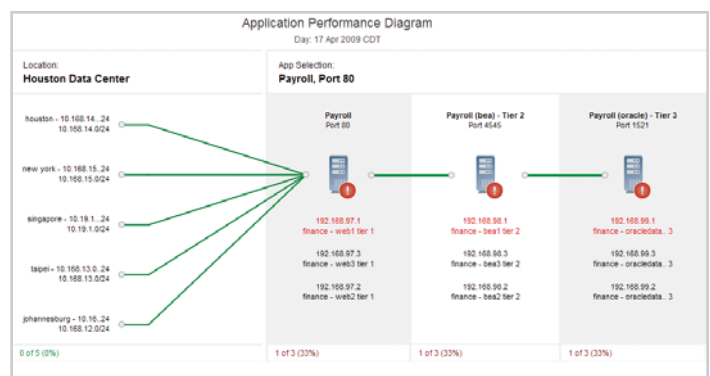 Application Performance Diagram
Day: 17 Apr 2009 CDT
Location:
Houston Data Center
App Selection:
Payroll, Port 80
houston - 10.168.14...24
10.168.14.0/24
new york - 10.168.15..24
10.168.15.0/24
singapore - 10.19.1...24
10.19.1.0/24
taipei - 10.168.13.0..24
10.168.13.0/24
johannesburg - 10.16..24
10.168.12.0/24
0 of 5 (0%)
Payroll
Port 80
192.168.97.1
finance - web1 tier 1
192.168.97.3
finance - web3 tier 1
192.168.97.2
finance - web2 tier 1
1 of 3 (33%)
Payroll (bea) - Tier 2
Port 4545
192.168.98.1
finance - bea1 tier 2
192.168.98.3
finance - bea3 tier 2
192.168.98.2
finance - bea2 tier 2
1 of 3 (33%)
Payroll (oracle) - Tier 3
Port 1521
192.168.99.1
finance - oracledata.. 3
192.168.99.3
finance - oracledata.. 3
192.168.99.2
finance - oracledata.. 3
1 of 3 (33%)